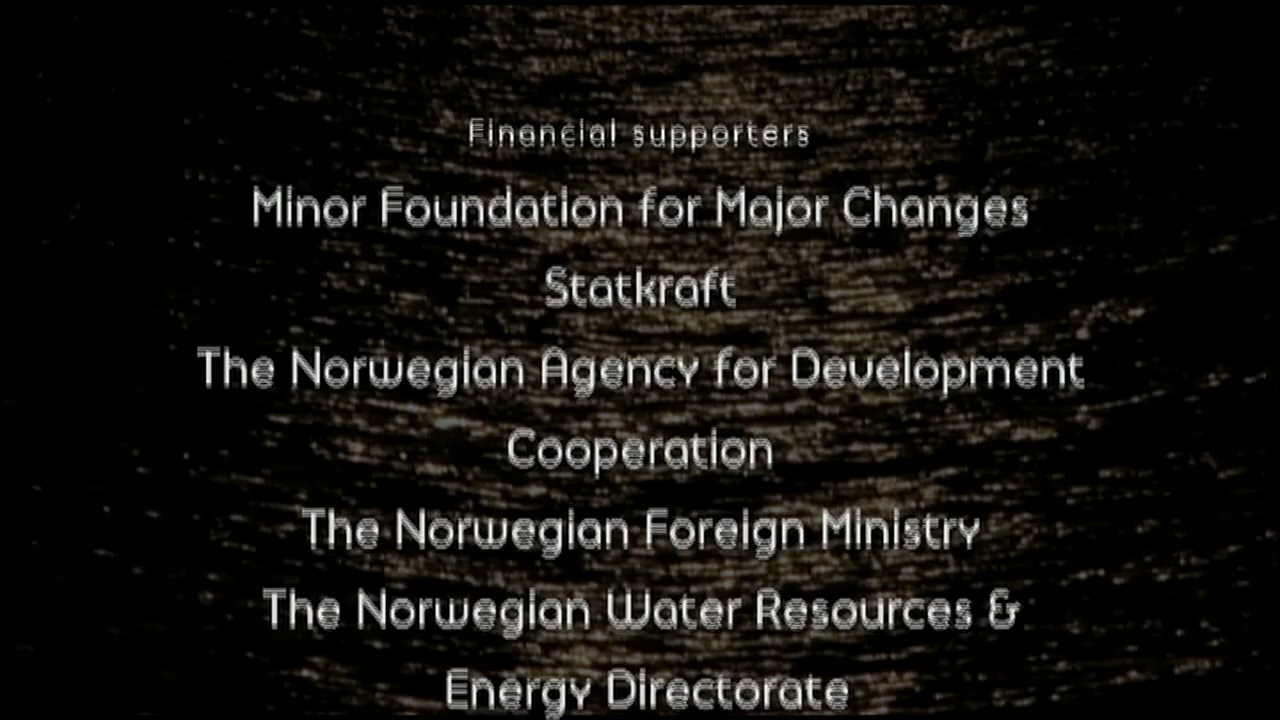 Financial supporters
Minor Foundation for Major Changes
Statkraft
The Norwegian Agency for Development
Cooperation
The Norwegian Foreign Ministry
The Norwegian Water Resources &
Energy Directorate